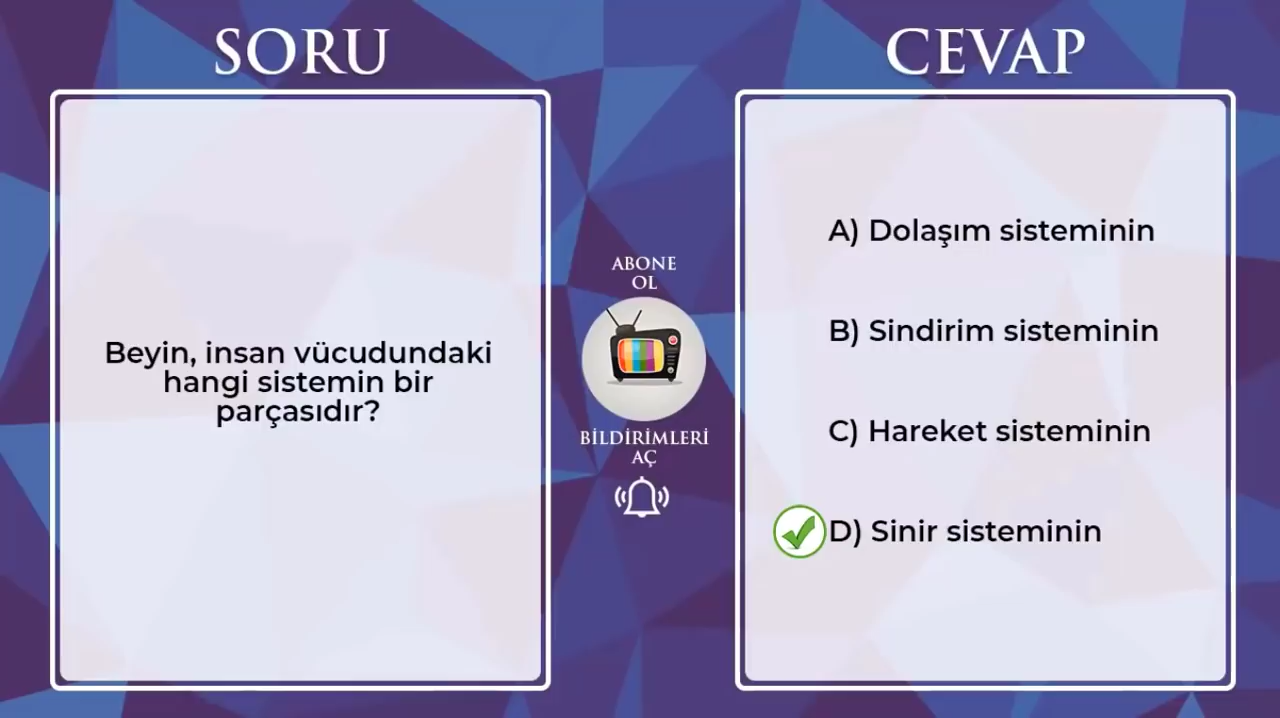 SORU
Beyin, insan vücudundaki
hangi sistemin bir
parçasıdır?
ABONE
OL
BİLDİRİMLERİ
AÇ
CEVAP
A) Dolaşım sisteminin
B) Sindirim sisteminin
C) Hareket sisteminin
D) Sinir sisteminin